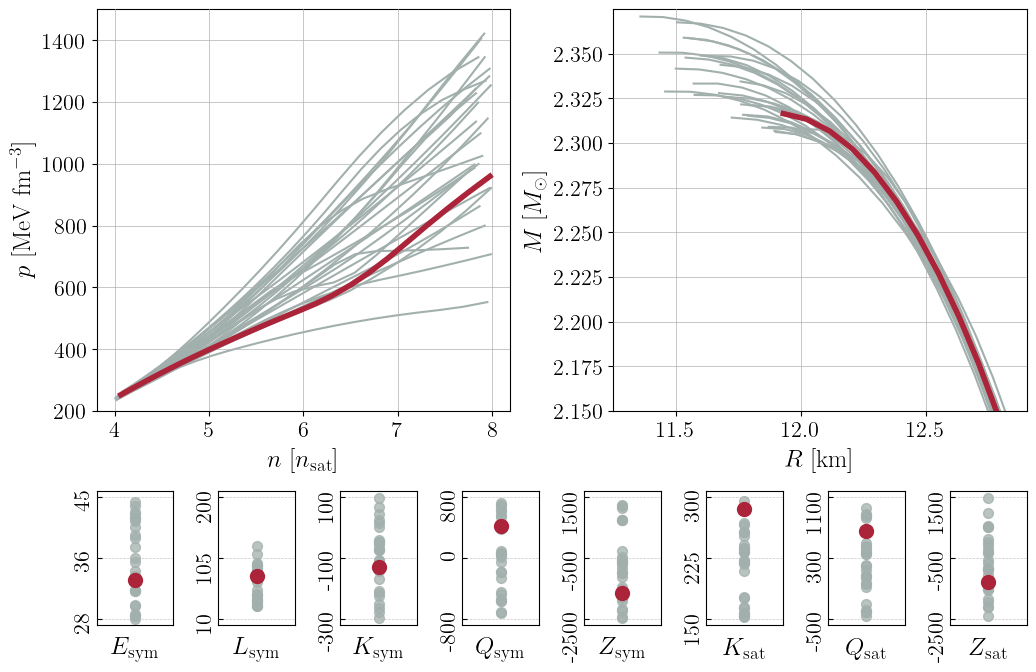 p [MeV fm⁻³]
1400
1200
1000
800
600
400
200
4 5 6 7 8
n [n_sat]
M [M_⊙]
2.350
2.325
2.300
2.275
2.250
2.225
2.200
2.175
2.150
11.5 12.0 12.5
R [km]
45 36 28
E_sym
200 105 10
L_sym
100 -100 -300
K_sym
800 0 -800
Q_sym
1500 -500 -2500
Z_sym
300 225 150
K_sat
1100 300 -500
Q_sat
1500 -500 -2500
Z_sat